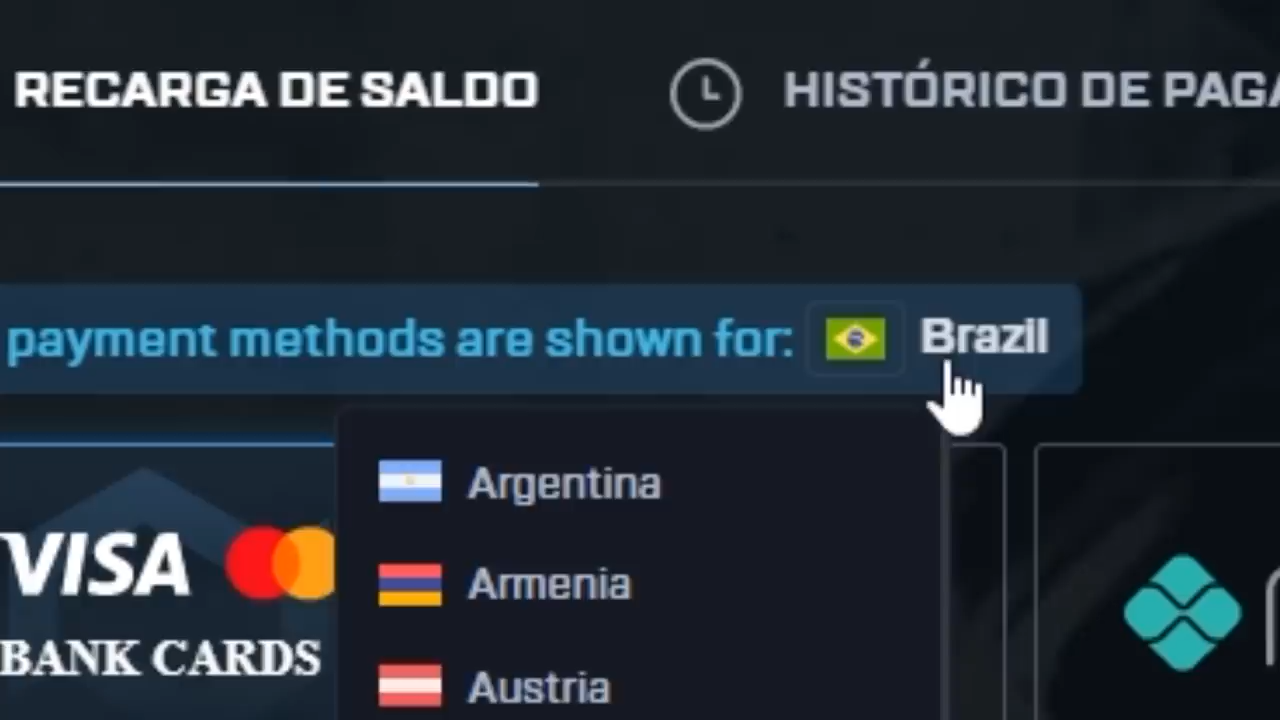 RECARGA DE SALDO
HISTÓRICO DE PAGA
payment methods are shown for: Brazil
Argentina
Armenia
Austria
VISA
BANK CARDS